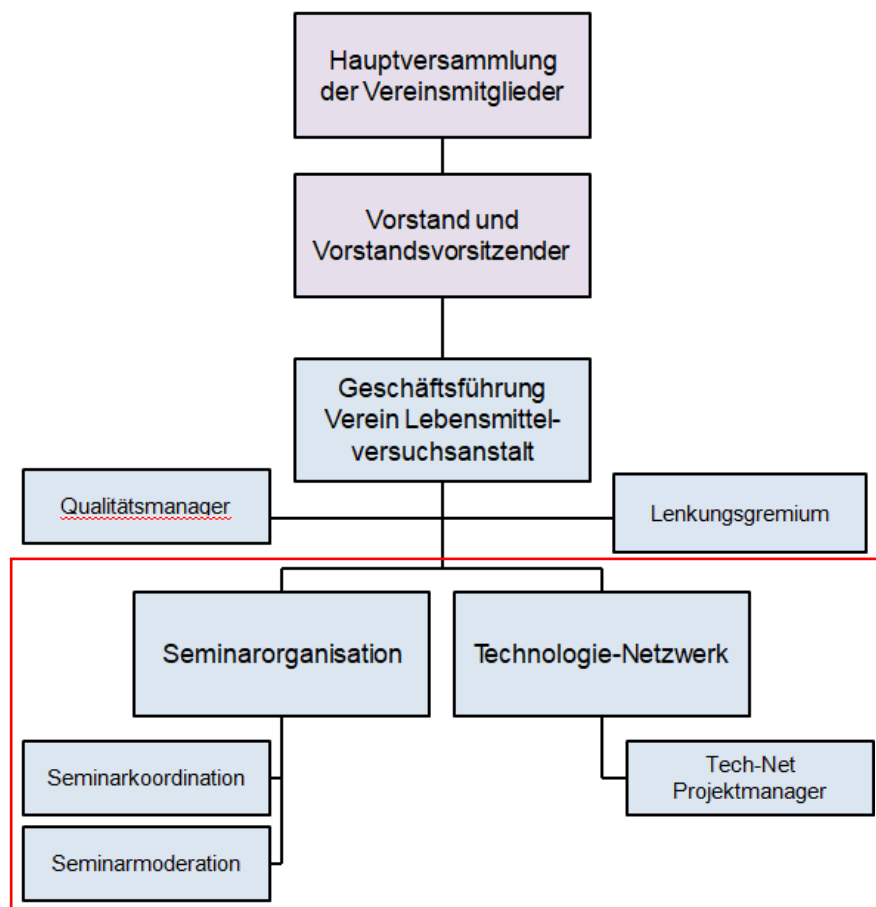 Hauptversammlung
der Vereinsmitglieder
Vorstand und
Vorstandsvorsitzender
Geschäftsführung
Verein Lebensmittel-
versuchsanstalt
Qualitätsmanager
Lenkungsgremium
Seminarorganisation
Technologie-Netzwerk
Seminarkoordination
Tech-Net
Projektmanager
Seminarmoderation